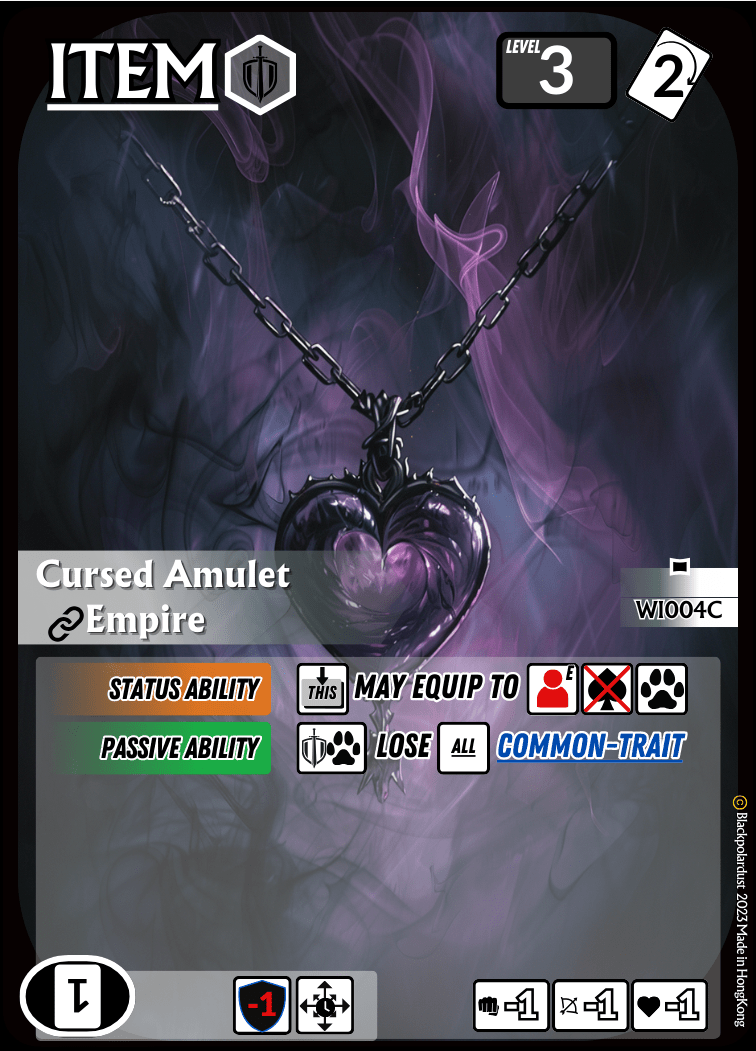 ITEM
LEVEL 3
2
Cursed Amulet
Empire
WI004C
STATUS ABILITY THIS MAY EQUIP TO E
PASSIVE ABILITY LOSE ALL COMMON-TRAIT
© Blackpolardust 2023 Made in HongKong
1
-1
-1 -1 -1